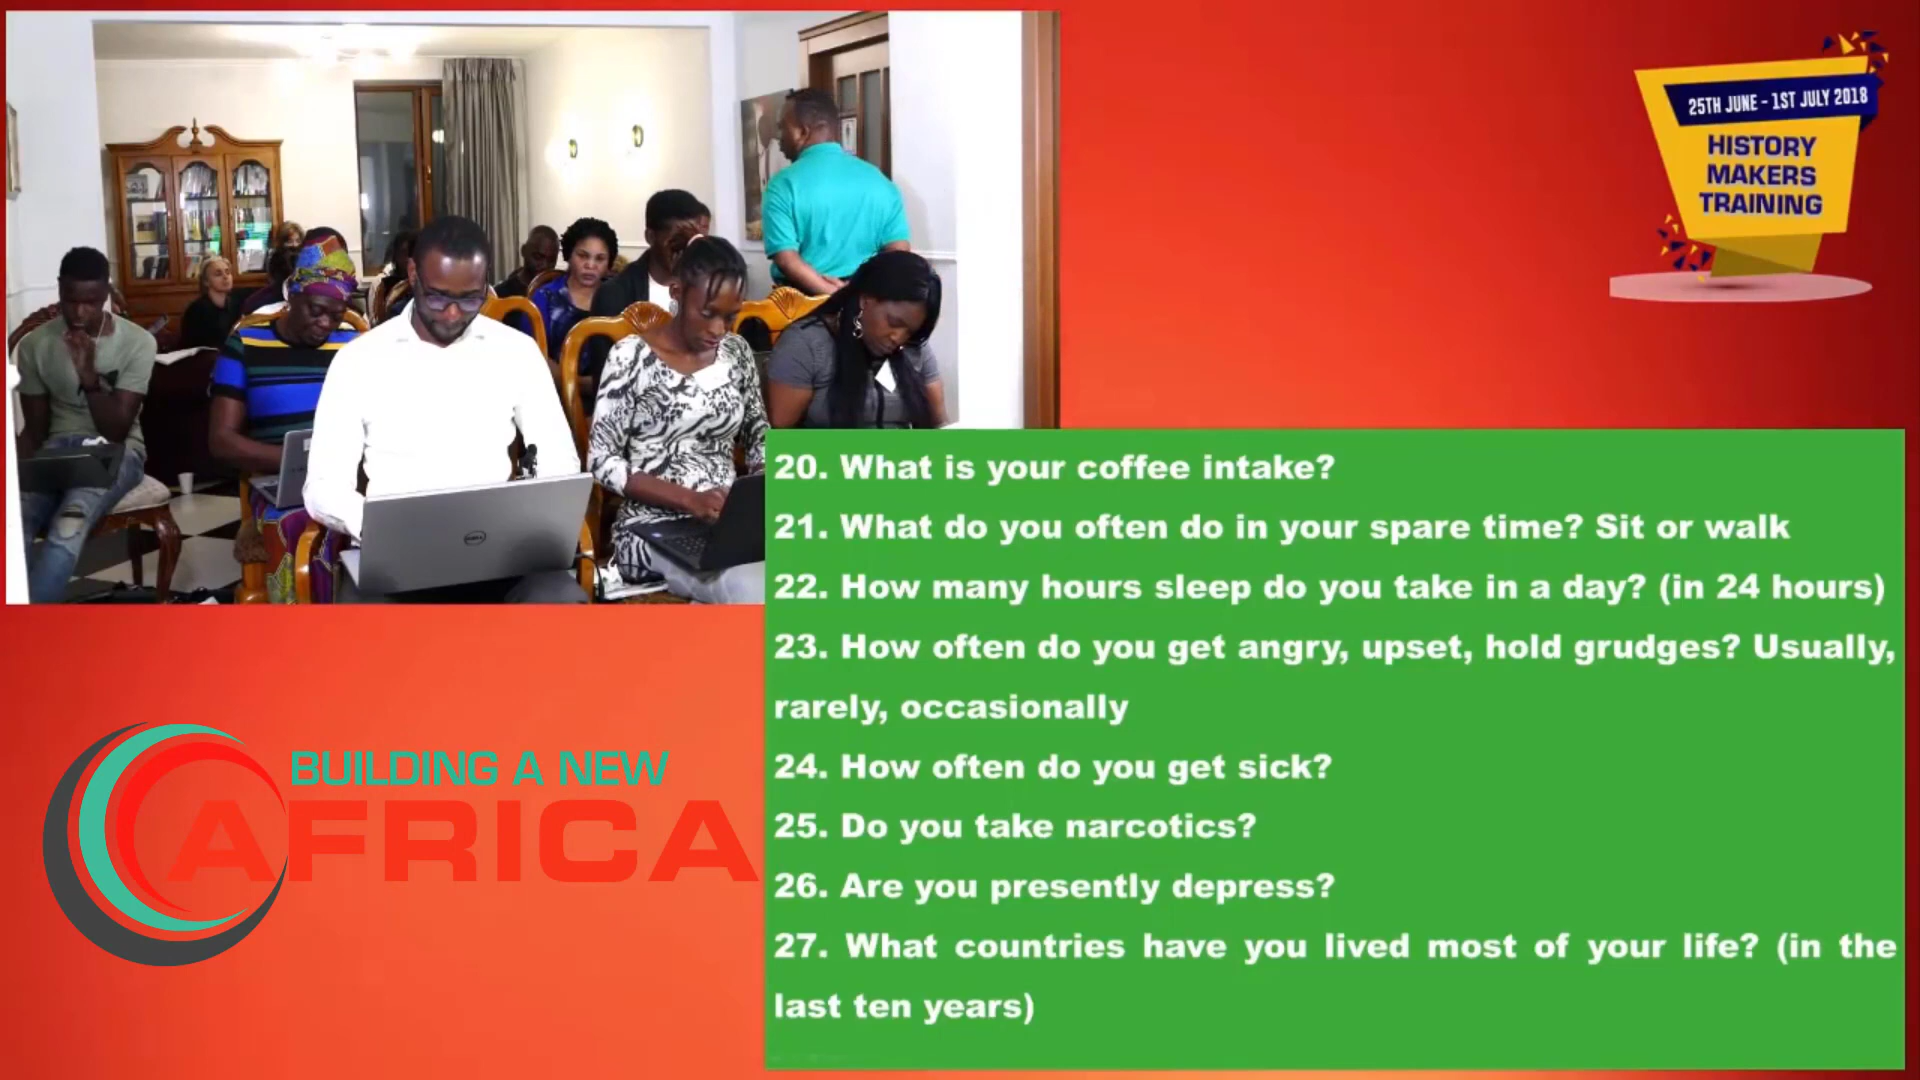 25TH JUNE - 1ST JULY 2018
HISTORY
MAKERS
TRAINING
20. What is your coffee intake?
21. What do you often do in your spare time? Sit or walk
22. How many hours sleep do you take in a day? (in 24 hours)
23. How often do you get angry, upset, hold grudges? Usually,
rarely, occasionally
24. How often do you get sick?
25. Do you take narcotics?
26. Are you presently depress?
27. What countries have you lived most of your life? (in the
last ten years)
BUILDING A NEW
AFRICA
DELL